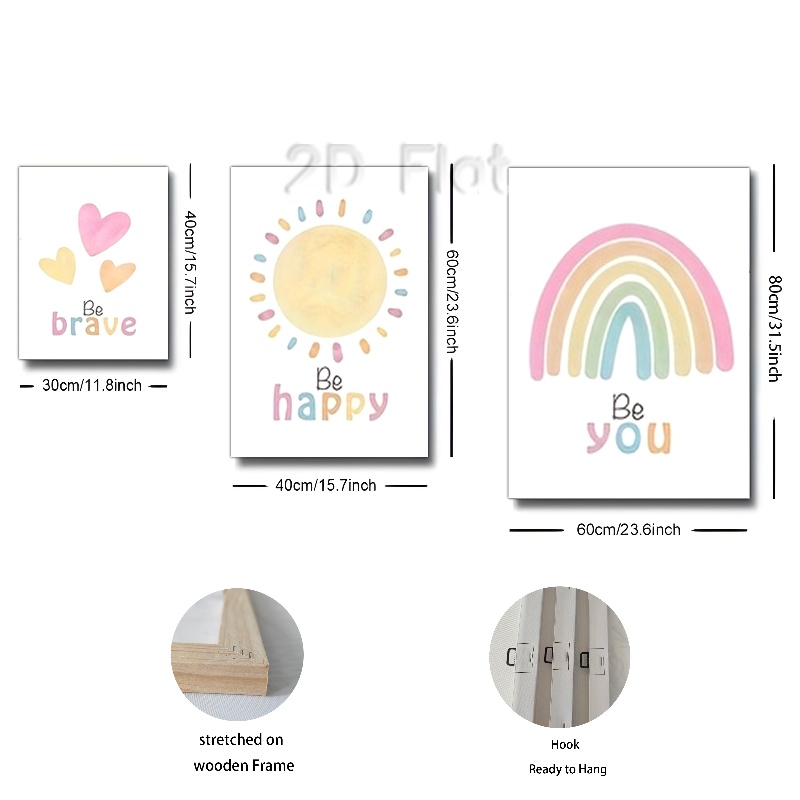 2D Flat
Be
brave
40cm/15.7inch
30cm/11.8inch
Be
happy
60cm/23.6inch
40cm/15.7inch
Be
you
80cm/31.5inch
60cm/23.6inch
stretched on
wooden Frame
Hook
Ready to Hang